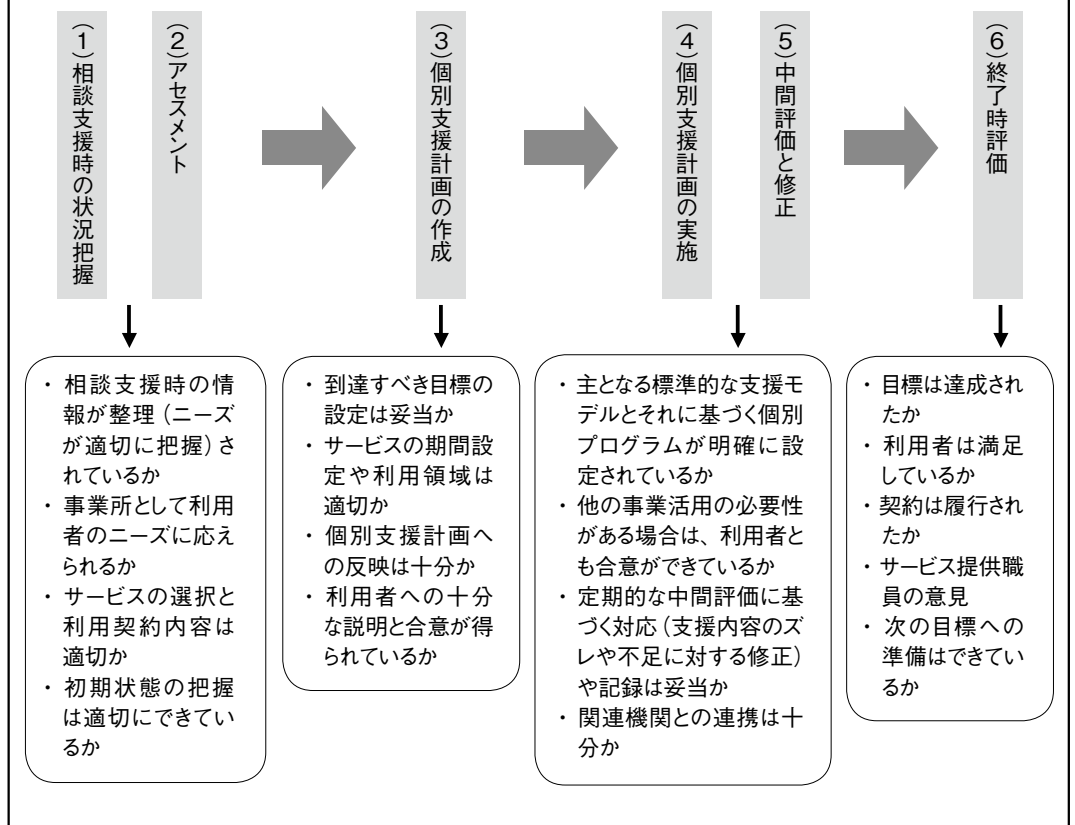 (1)相談支援時の状況把握
(2)アセスメント
(3)個別支援計画の作成
(4)個別支援計画の実施
(5)中間評価と修正
(6)終了時評価
・相談支援時の情
報が整理(ニーズ
が適切に把握)さ
れているか
・事業所として利用
者のニーズに応え
られるか
・サービスの選択と
利用契約内容は
適切か
・初期状態の把握
は適切にできてい
るか
・到達すべき目標の
設定は妥当か
・サービスの期間設
定や利用領域は
適切か
・個別支援計画へ
の反映は十分か
・利用者への十分
な説明と合意が得
られているか
・主となる標準的な支援モ
デルとそれに基づく個別
プログラムが明確に設
定されているか
・他の事業活用の必要性
がある場合は、利用者と
も合意ができているか
・定期的な中間評価に基
づく対応(支援内容のズ
レや不足に対する修正)
や記録は妥当か
・関連機関との連携は十
分か
・目標は達成され
たか
・利用者は満足
しているか
・契約は履行され
たか
・サービス提供職
員の意見
・次の目標への
準備はできてい
るか